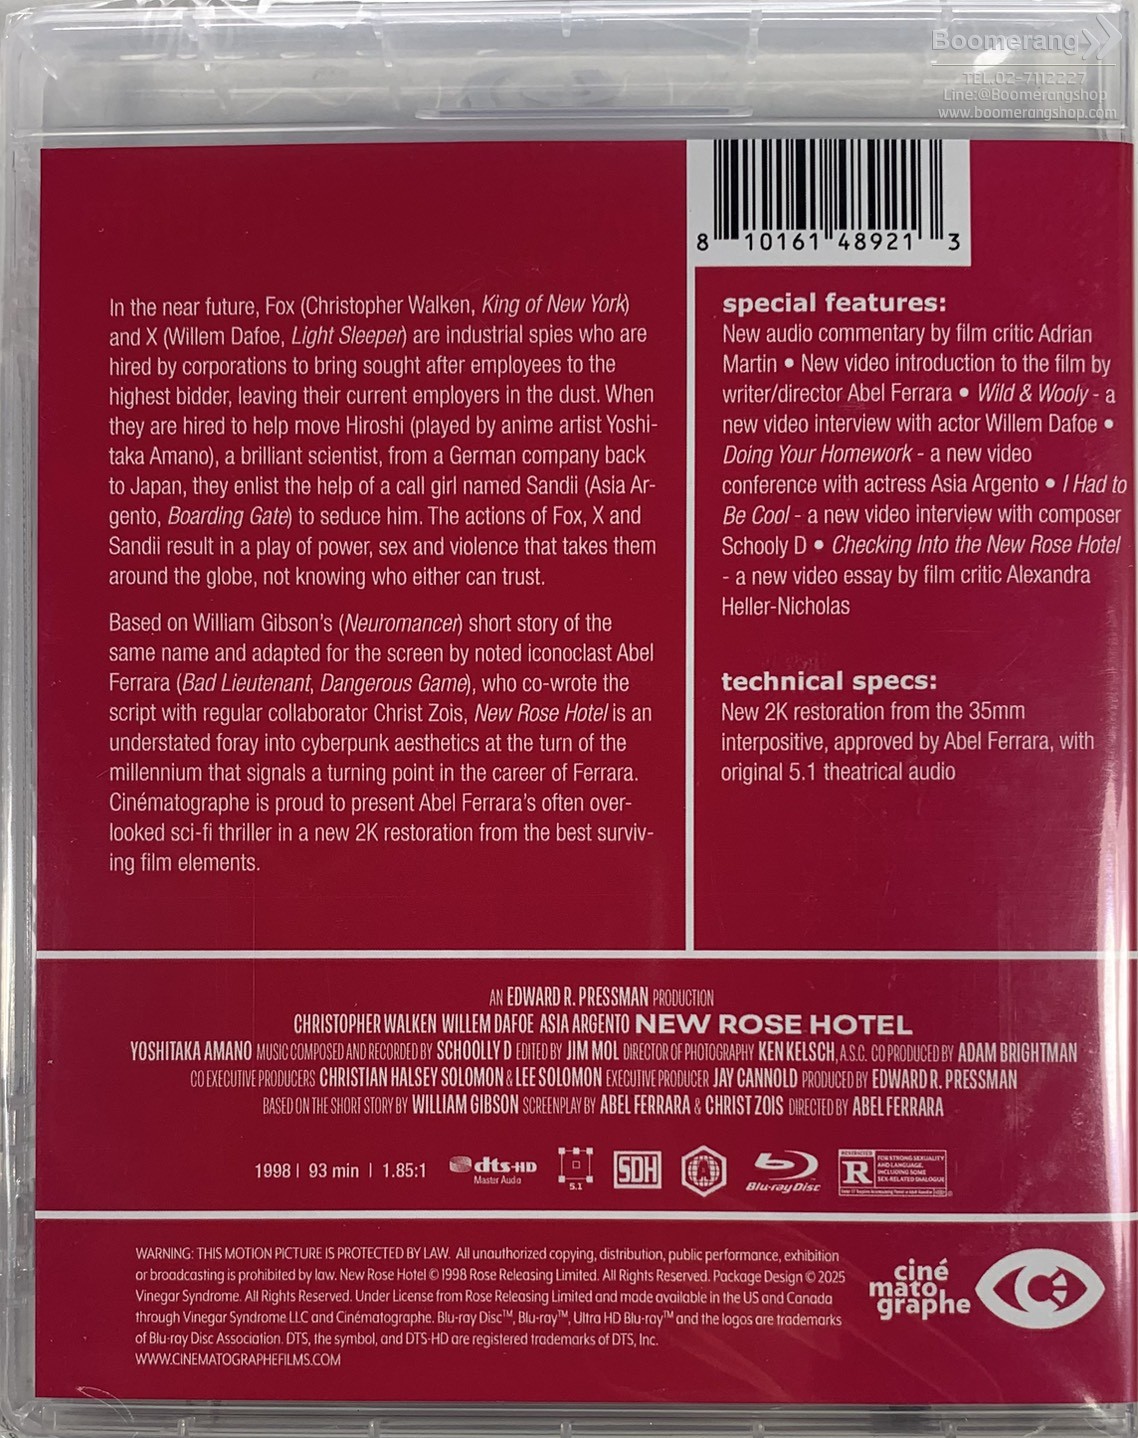 Boomerang
TEL.02-7112227
Line:@Boomerangshop
www.boomerangshop.com
8 10161 48921 3
In the near future, Fox (Christopher Walken, King of New York)
and X (Willem Dafoe, Light Sleeper) are industrial spies who are
hired by corporations to bring sought after employees to the
highest bidder, leaving their current employers in the dust. When
they are hired to help move Hiroshi (played by anime artist Yoshi-
taka Amano), a brilliant scientist, from a German company back
to Japan, they enlist the help of a call girl named Sandii (Asia Ar-
gento, Boarding Gate) to seduce him. The actions of Fox, X and
Sandii result in a play of power, sex and violence that takes them
around the globe, not knowing who either can trust.
Based on William Gibson's (Neuromancer) short story of the
same name and adapted for the screen by noted iconoclast Abel
Ferrara (Bad Lieutenant, Dangerous Game), who co-wrote the
script with regular collaborator Christ Zois, New Rose Hotel is an
understated foray into cyberpunk aesthetics at the turn of the
millennium that signals a turning point in the career of Ferrara.
Cinématographe is proud to present Abel Ferrara's often over-
looked sci-fi thriller in a new 2K restoration from the best surviv-
ing film elements.
special features:
New audio commentary by film critic Adrian
Martin • New video introduction to the film by
writer/director Abel Ferrara • Wild & Wooly - a
new video interview with actor Willem Dafoe •
Doing Your Homework - a new video
conference with actress Asia Argento • I Had to
Be Cool - a new video interview with composer
Schooly D • Checking Into the New Rose Hotel
- a new video essay by film critic Alexandra
Heller-Nicholas
technical specs:
New 2K restoration from the 35mm
interpositive, approved by Abel Ferrara, with
original 5.1 theatrical audio
AN EDWARD R. PRESSMAN PRODUCTION
CHRISTOPHER WALKEN WILLEM DAFOE ASIA ARGENTO NEW ROSE HOTEL
YOSHITAKA AMANO MUSIC COMPOSED AND RECORDED BY SCHOOLLY D EDITED BY JIM MOL DIRECTOR OF PHOTOGRAPHY KEN KELSCH, A.S.C. CO PRODUCED BY ADAM BRIGHTMAN
CO EXECUTIVE PRODUCERS CHRISTIAN HALSEY SOLOMON & LEE SOLOMON EXECUTIVE PRODUCER JAY CANNOLD PRODUCED BY EDWARD R. PRESSMAN
BASED ON THE SHORT STORY BY WILLIAM GIBSON SCREENPLAY BY ABEL FERRARA & CHRIST ZOIS DIRECTED BY ABEL FERRARA
1998 | 93 min | 1.85:1
dts-HD
Master Audio
5.1
SDH
A
Blu-ray Disc
RESTRICTED
R
FOR STRONG SEXUALITY
AND LANGUAGE,
INCLUDING SOME
SEX-RELATED DIALOGUE
WARNING: THIS MOTION PICTURE IS PROTECTED BY LAW. All unauthorized copying, distribution, public performance, exhibition
or broadcasting is prohibited by law. New Rose Hotel © 1998 Rose Releasing Limited. All Rights Reserved. Package Design © 2025
Vinegar Syndrome. All Rights Reserved. Under License from Rose Releasing Limited and made available in the US and Canada
through Vinegar Syndrome LLC and Cinématographe. Blu-ray Disc™, Blu-ray™, Ultra HD Blu-ray™ and the logos are trademarks
of Blu-ray Disc Association. DTS, the symbol, and DTS-HD are registered trademarks of DTS, Inc.
WWW.CINEMATOGRAPHEFILMS.COM
ciné
mato
graphe